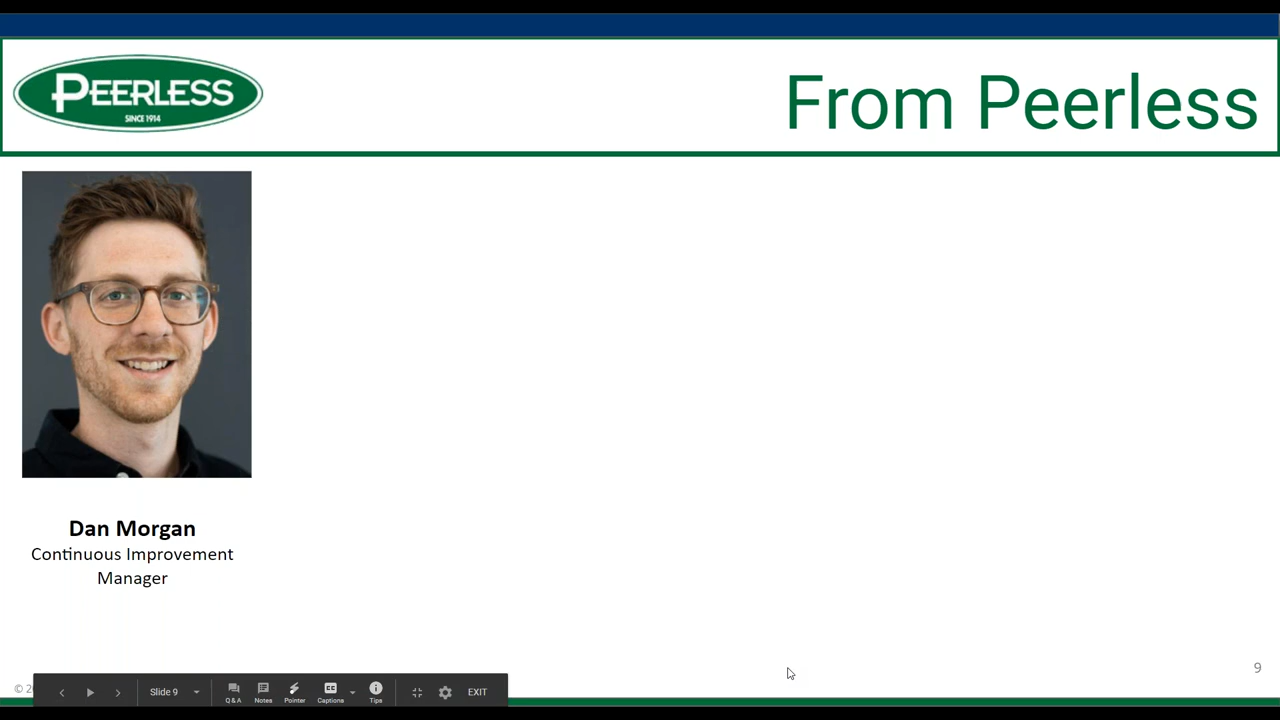 PEERLESS
SINCE 1914
From Peerless
Dan Morgan
Continuous Improvement
Manager
9
©
Slide 9
Q & A
Notes
Pointer
Captions
Tips
EXIT